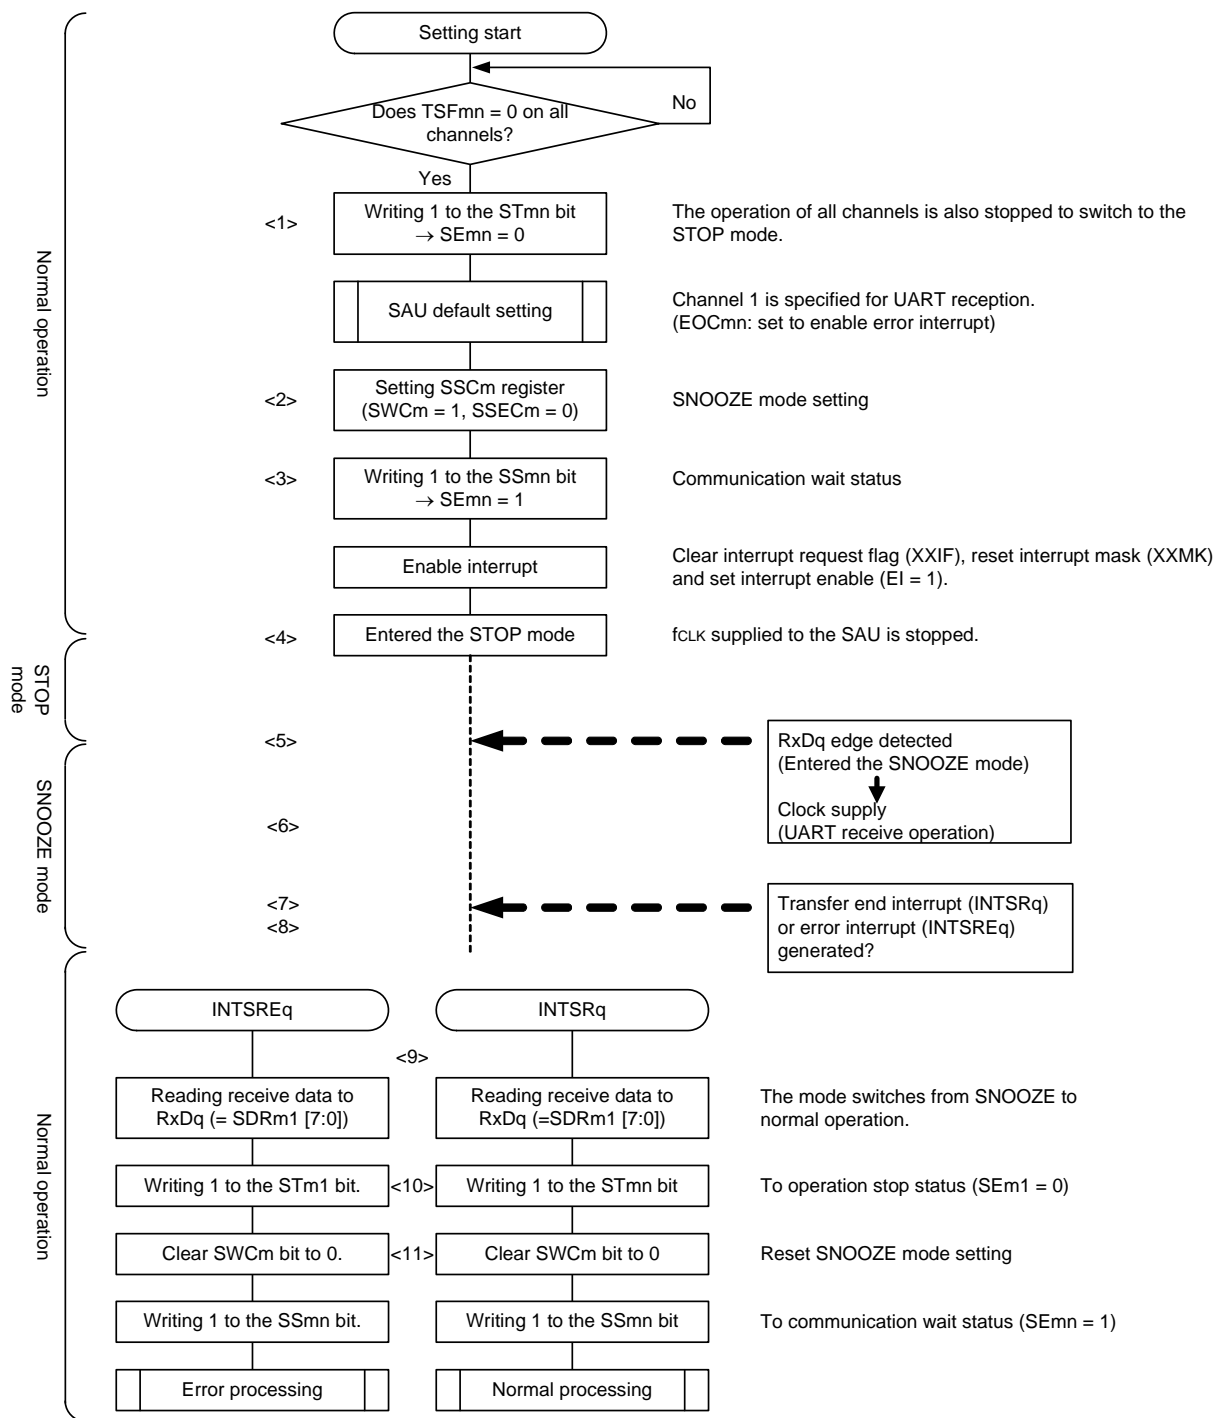 Setting start
Does TSFmn = 0 on all
channels?
No
Yes
<1>
Writing 1 to the STmn bit
→ SEmn = 0
The operation of all channels is also stopped to switch to the
STOP mode.
SAU default setting
Channel 1 is specified for UART reception.
(EOCmn: set to enable error interrupt)
<2>
Setting SSCm register
(SWCm = 1, SSECm = 0)
SNOOZE mode setting
<3>
Writing 1 to the SSmn bit
→ SEmn = 1
Communication wait status
Enable interrupt
Clear interrupt request flag (XXIF), reset interrupt mask (XXMK)
and set interrupt enable (EI = 1).
<4>
Entered the STOP mode
fCLK supplied to the SAU is stopped.
Normal operation
STOP
mode
<5>
RxDq edge detected
(Entered the SNOOZE mode)
Clock supply
(UART receive operation)
<6>
SNOOZE mode
<7>
<8>
Transfer end interrupt (INTSRq)
or error interrupt (INTSREq)
generated?
INTSREq
INTSRq
<9>
Reading receive data to
RxDq (= SDRm1 [7:0])
Reading receive data to
RxDq (=SDRm1 [7:0])
The mode switches from SNOOZE to
normal operation.
Writing 1 to the STm1 bit.
<10>
Writing 1 to the STmn bit
To operation stop status (SEm1 = 0)
Normal operation
Clear SWCm bit to 0.
<11>
Clear SWCm bit to 0
Reset SNOOZE mode setting
Writing 1 to the SSmn bit.
Writing 1 to the SSmn bit
To communication wait status (SEmn = 1)
Error processing
Normal processing